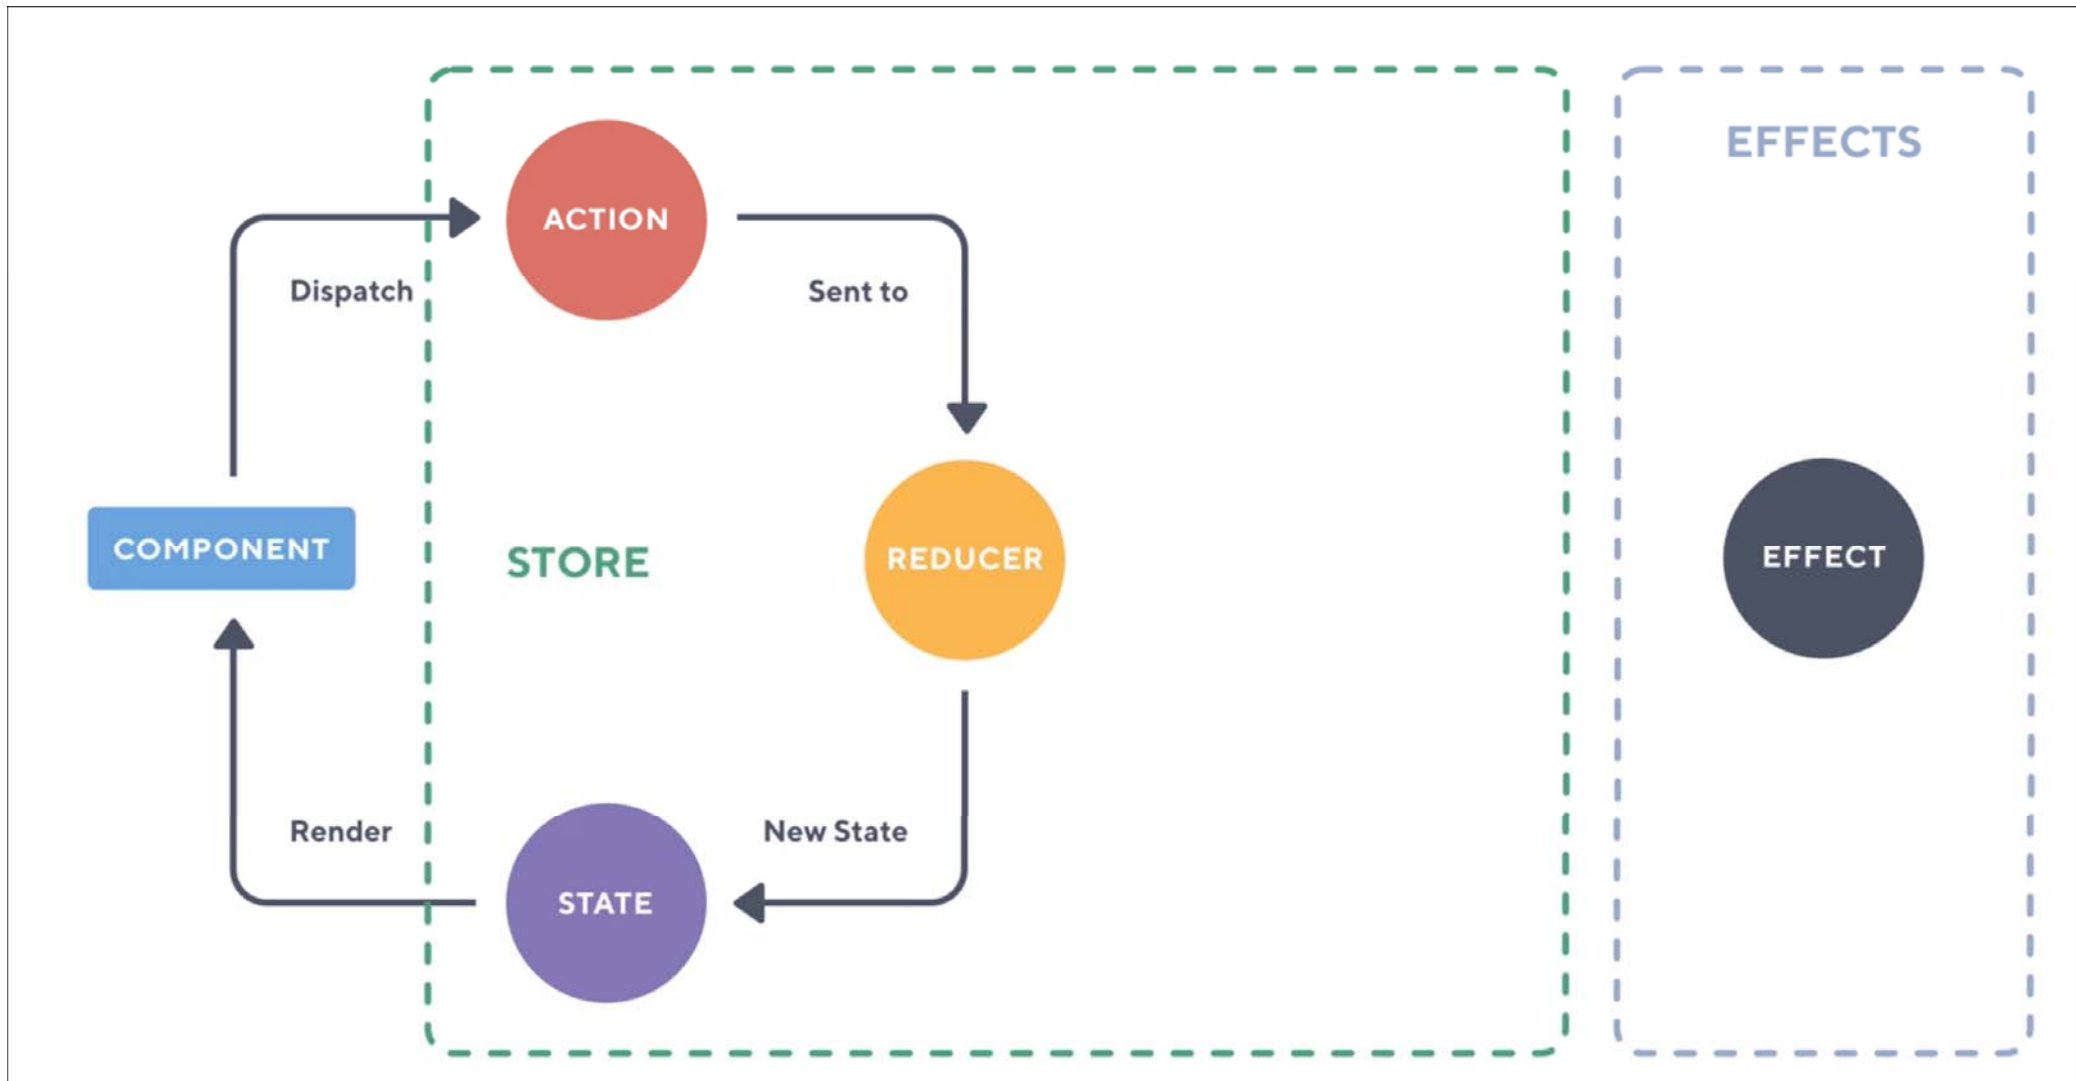 EFFECTS
ACTION
Dispatch
Sent to
COMPONENT
STORE
REDUCER
EFFECT
Render
New State
STATE